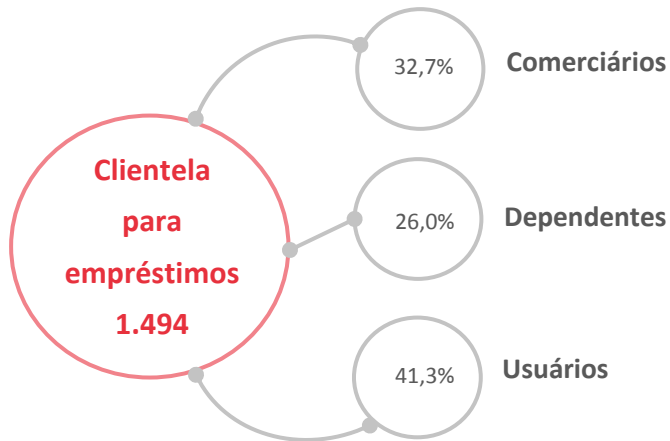 Clientela
para
empréstimos
1.494
32,7%
Comerciários
26,0%
Dependentes
41,3%
Usuários